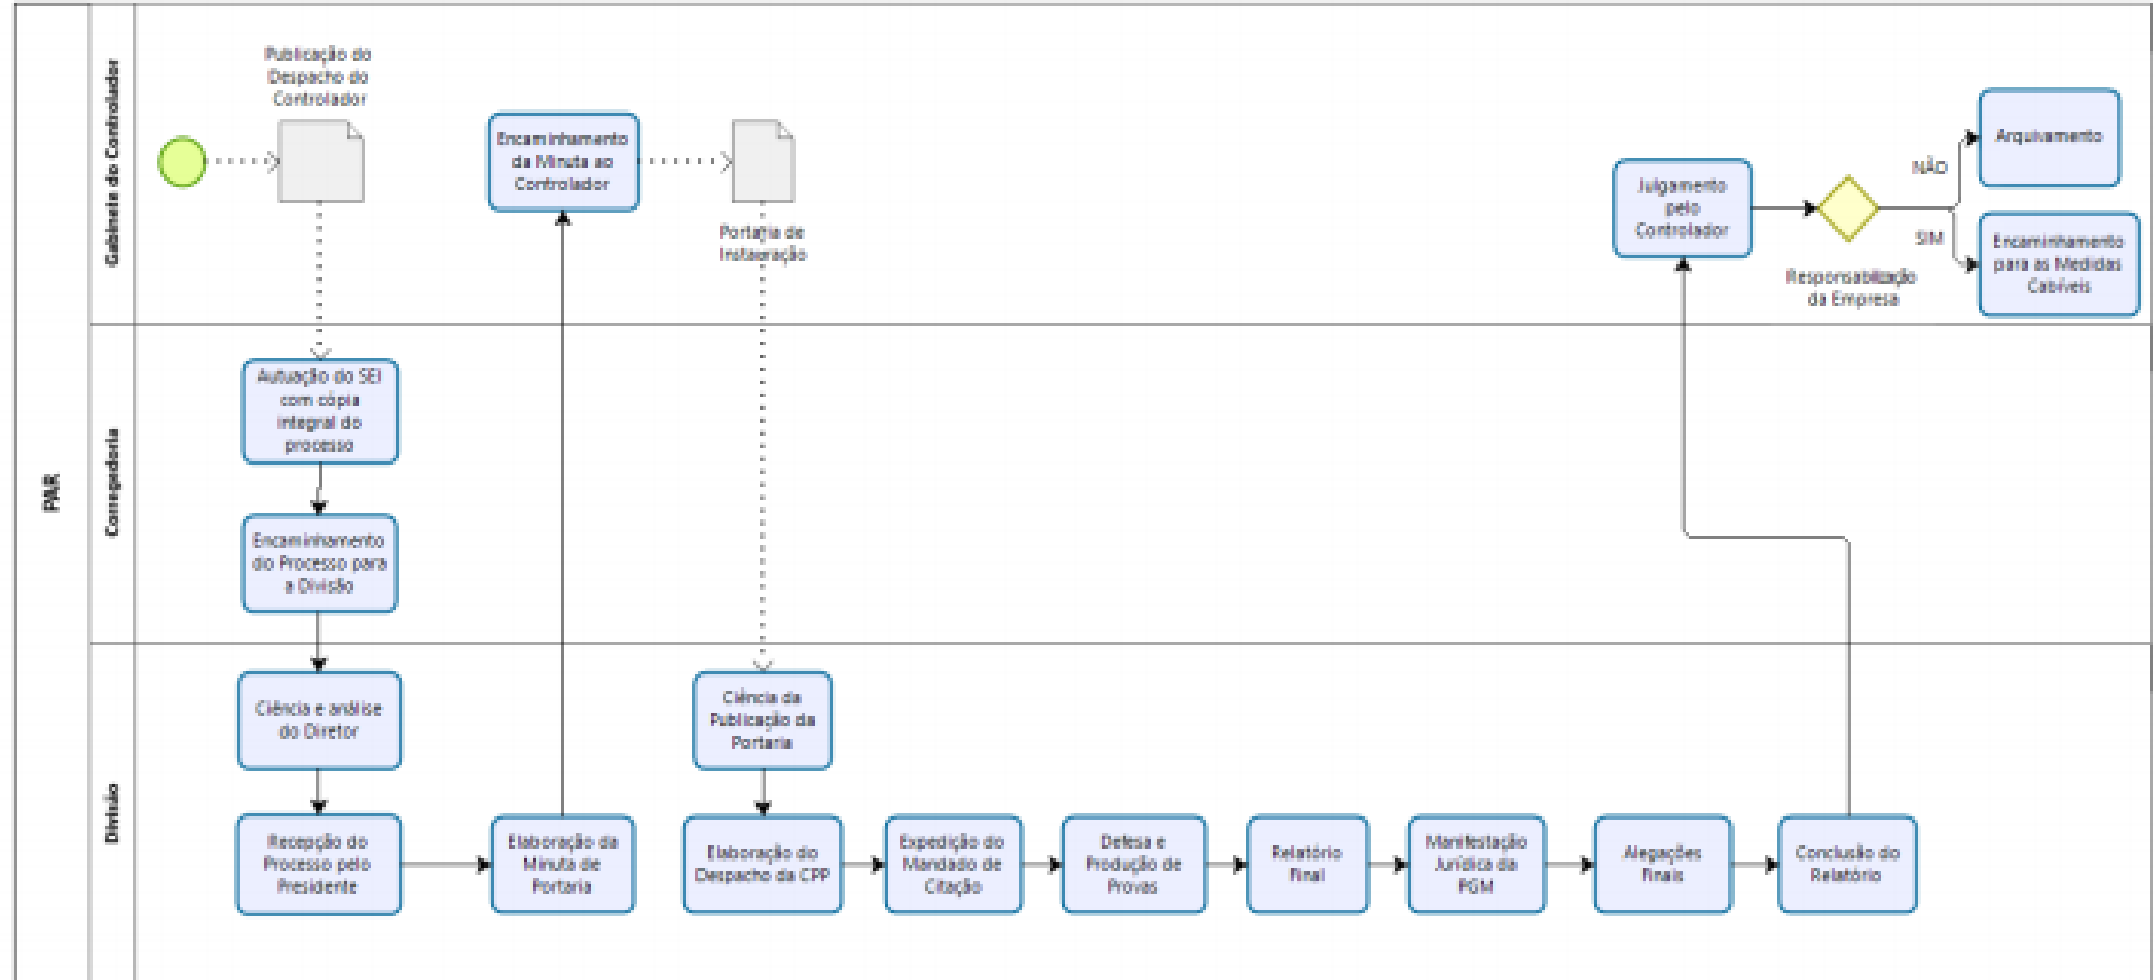 PAR
Gabinete do Controlador
Publicação do
Despacho do
Controlador
Encaminhamento
da Minuta ao
Controlador
Portaria de
Instauração
Julgamento
pelo
Controlador
Responsabilização
da Empresa
NÃO
SIM
Arquivamento
Encaminhamento
para as Medidas
Cabíveis
Corregedoria
Autuação do SEI
com cópia
integral do
processo
Encaminhamento
do Processo para
a Divisão
Divisão
Ciência e análise
do Diretor
Recepção do
Processo pelo
Presidente
Elaboração da
Minuta de
Portaria
Ciência da
Publicação da
Portaria
Elaboração do
Despacho da CPP
Expedição do
Mandado de
Citação
Defesa e
Produção de
Provas
Relatório
Final
Manifestação
Jurídica da
PGM
Alegações
Finais
Conclusão do
Relatório